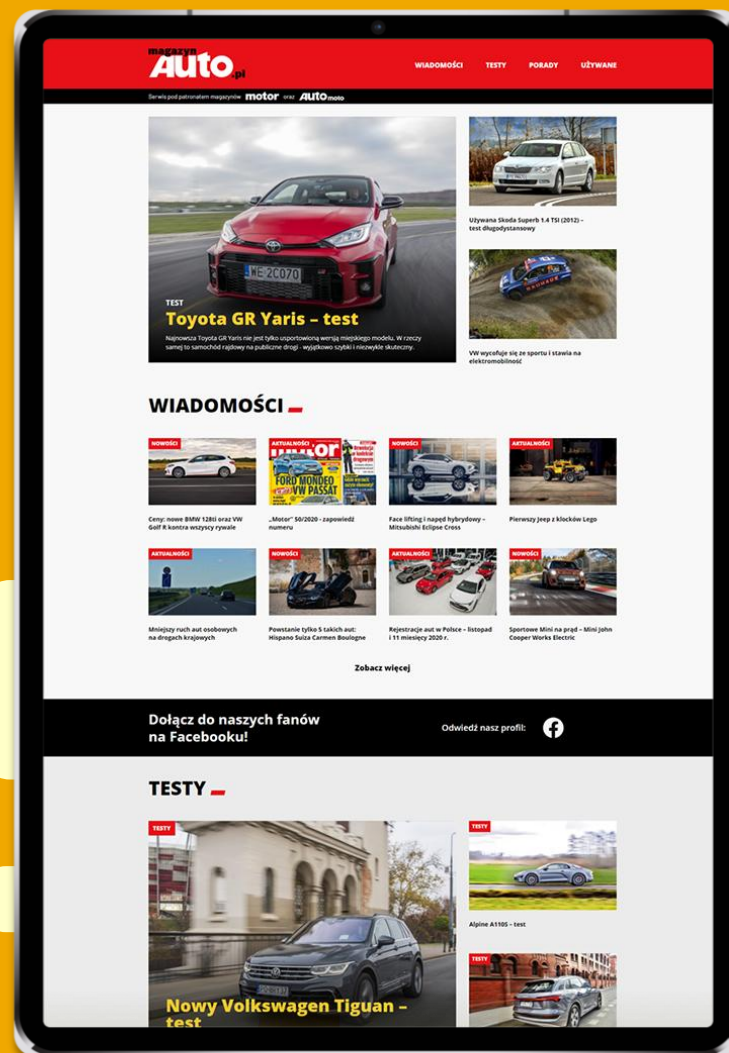 magazyn
Auto.pl
WIADOMOŚCI TESTY PORADY UŻYWANE
Serwis pod patronatem magazynów motor oraz AUTO moto
WE 2C070
TEST
Toyota GR Yaris – test
Najnowsza Toyota GR Yaris nie jest tylko usportowioną wersją miejskiego modelu. W rzeczy
samej to samochód rajdowy na publiczne drogi - wyjątkowo szybki i niezwykle skuteczny.
Używana Skoda Superb 1.4 TSI (2012) –
test długodystansowy
VW wycofuje się ze sportu i stawia na
elektromobilność
WIADOMOŚCI
NOWOŚCI
Ceny: nowe BMW 128ti oraz VW
Golf R kontra wszyscy rywale
AKTUALNOŚCI
motor
FORD MONDEO
VW PASSAT
„Motor” 50/2020 - zapowiedź
numeru
NOWOŚCI
Face lifting i napęd hybrydowy –
Mitsubishi Eclipse Cross
AKTUALNOŚCI
Pierwszy Jeep z klocków Lego
AKTUALNOŚCI
Mniejszy ruch aut osobowych
na drogach krajowych
NOWOŚCI
Powstanie tylko 5 takich aut:
Hispano Suiza Carmen Boulogne
AKTUALNOŚCI
Rejestracje aut w Polsce – listopad
i 11 miesięcy 2020 r.
NOWOŚCI
Sportowe Mini na prąd – Mini John
Cooper Works Electric
Zobacz więcej
Dołącz do naszych fanów
na Facebooku!
Odwiedź nasz profil:
TESTY
TESTY
Nowy Volkswagen Tiguan –
test
TESTY
Alpine A110S – test
TESTY